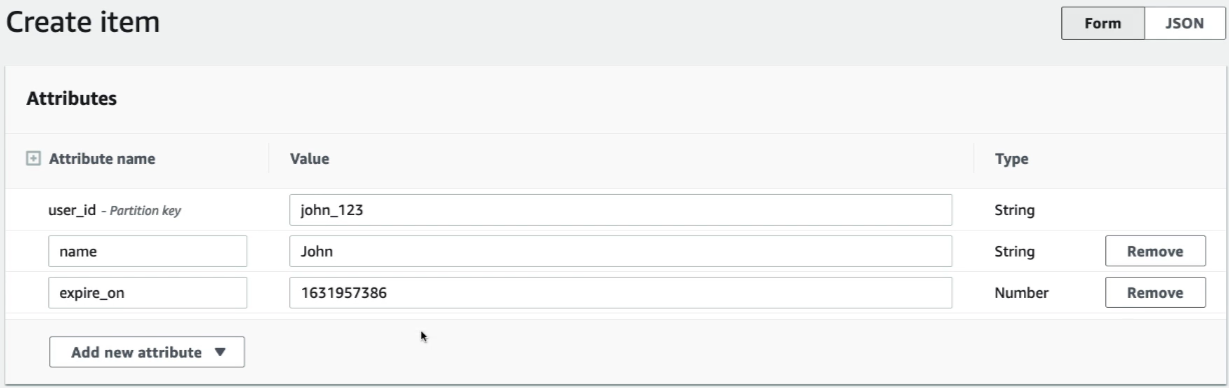 Create item
Form JSON
Attributes
Attribute name Value Type
user_id - Partition key john_123 String
name John String Remove
expire_on 1631957386 Number Remove
Add new attribute